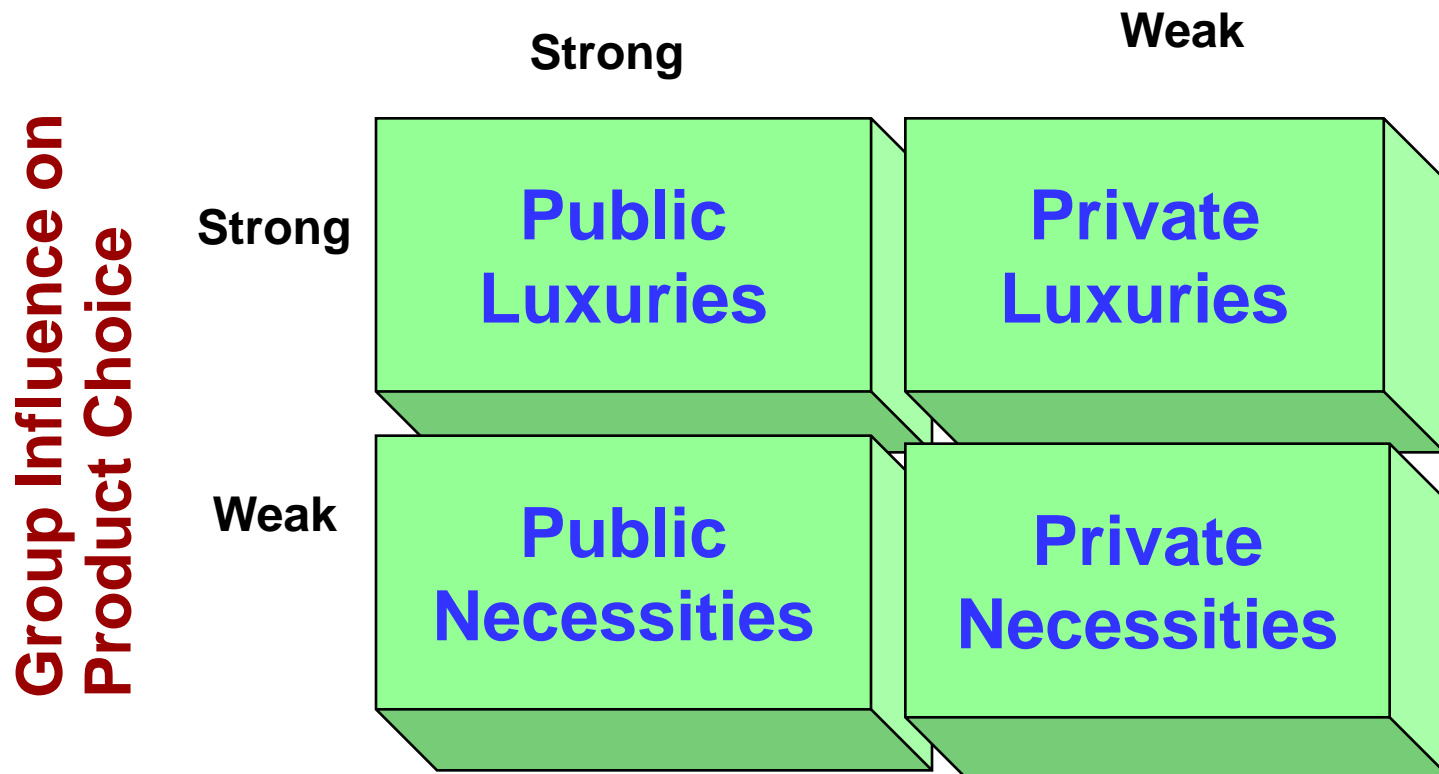 Strong
Weak
Group Influence on
Product Choice
Strong
Public
Luxuries
Private
Luxuries
Weak
Public
Necessities
Private
Necessities